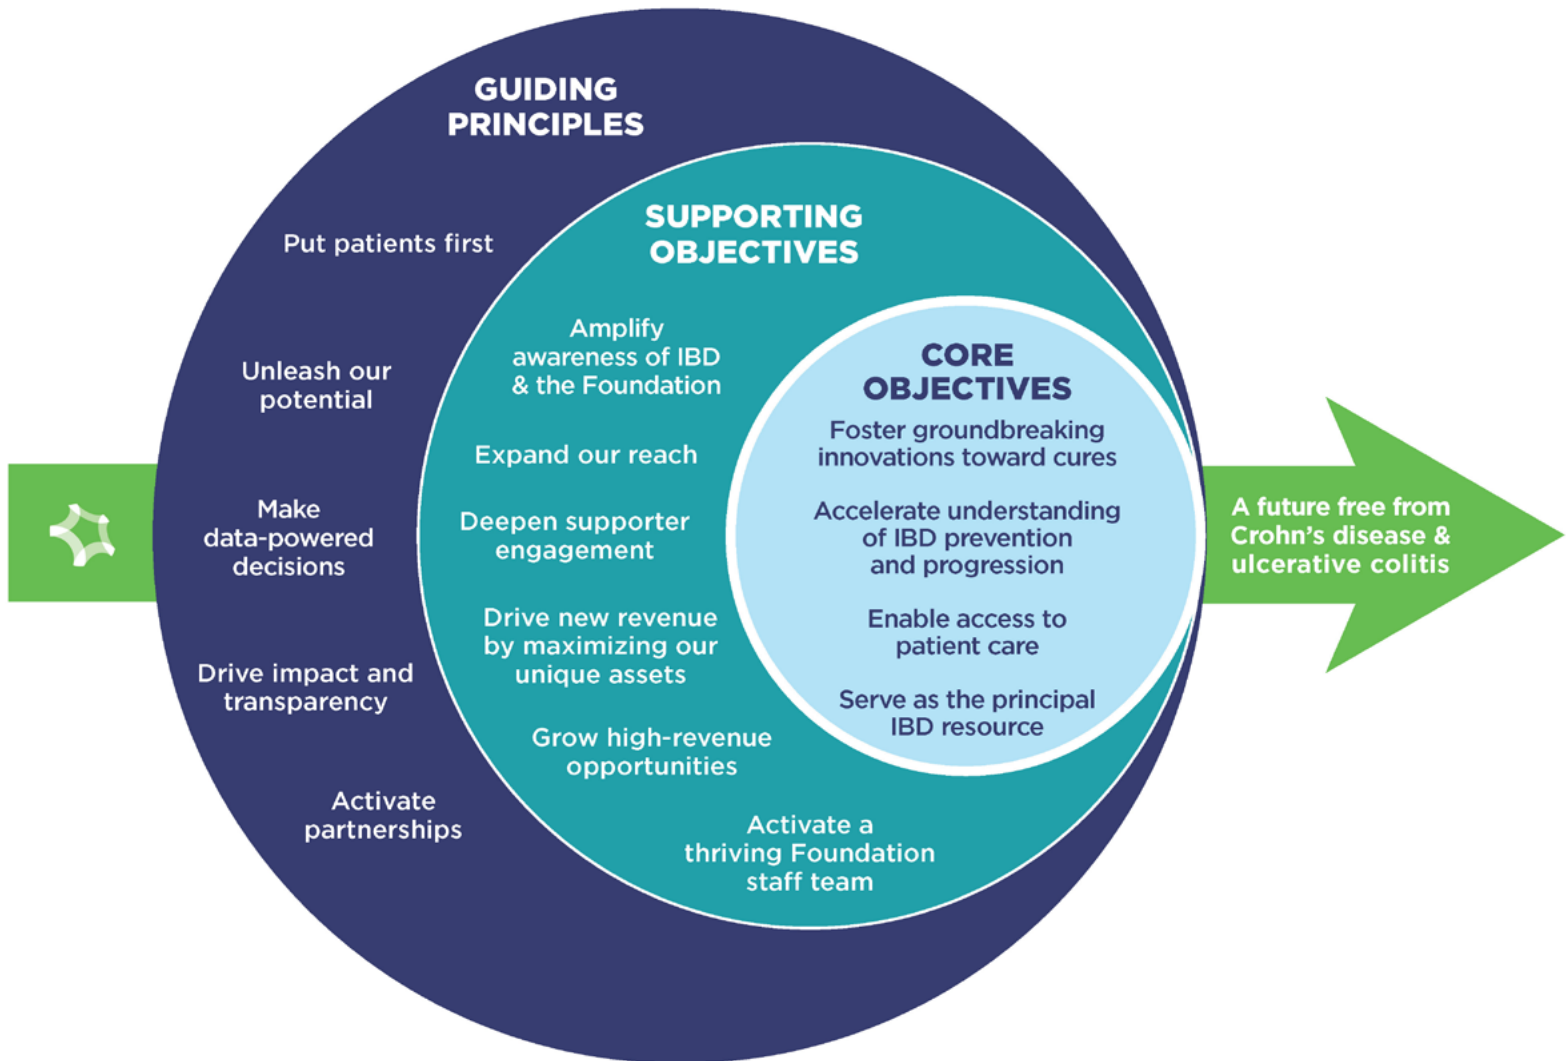 GUIDING
PRINCIPLES
Put patients first
Unleash our
potential
Make
data-powered
decisions
Drive impact and
transparency
Activate
partnerships
SUPPORTING
OBJECTIVES
Amplify
awareness of IBD
& the Foundation
Expand our reach
Deepen supporter
engagement
Drive new revenue
by maximizing our
unique assets
Grow high-revenue
opportunities
Activate a
thriving Foundation
staff team
CORE
OBJECTIVES
Foster groundbreaking
innovations toward cures
Accelerate understanding
of IBD prevention
and progression
Enable access to
patient care
Serve as the principal
IBD resource
A future free from
Crohn’s disease &
ulcerative colitis